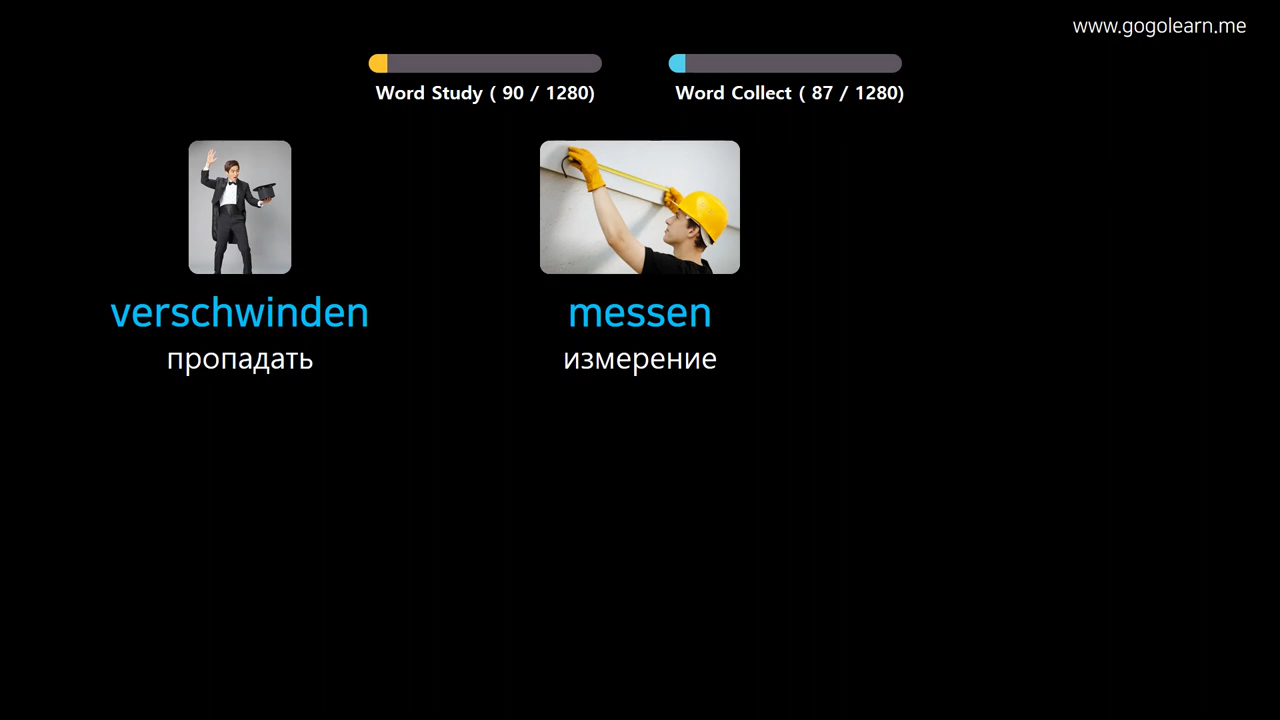 www.gogolearn.me
Word Study ( 90 / 1280)
Word Collect ( 87 / 1280)
verschwinden
пропадать
messen
измерение